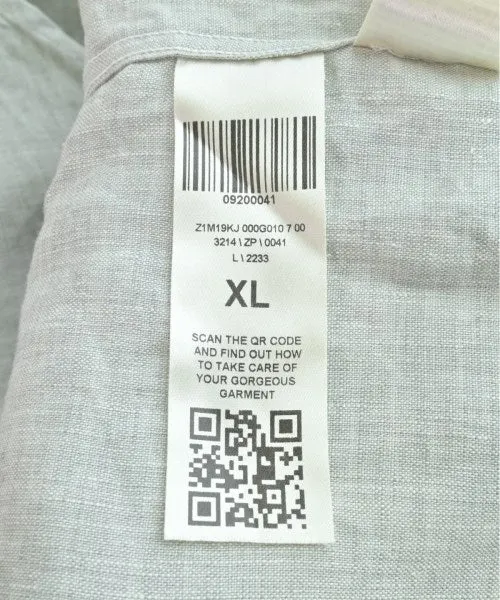 09200041
Z1M19KJ 000G010 7 00
3214 \ ZP \ 0041
L \ 2233
XL
SCAN THE QR CODE
AND FIND OUT HOW
TO TAKE CARE OF
YOUR GORGEOUS
GARMENT